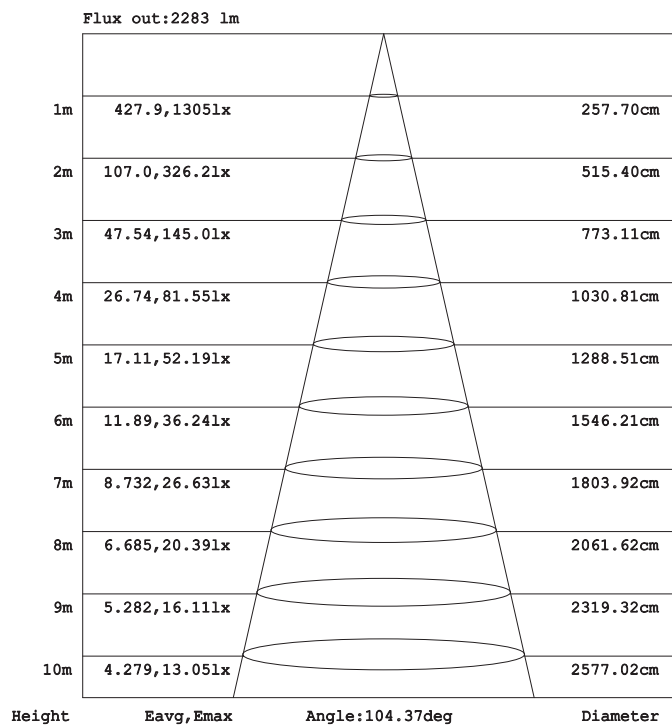 Flux out:2283 lm
1m 427.9,1305lx 257.70cm
2m 107.0,326.2lx 515.40cm
3m 47.54,145.0lx 773.11cm
4m 26.74,81.55lx 1030.81cm
5m 17.11,52.19lx 1288.51cm
6m 11.89,36.24lx 1546.21cm
7m 8.732,26.63lx 1803.92cm
8m 6.685,20.39lx 2061.62cm
9m 5.282,16.11lx 2319.32cm
10m 4.279,13.05lx 2577.02cm
Height Eavg,Emax Angle:104.37deg Diameter